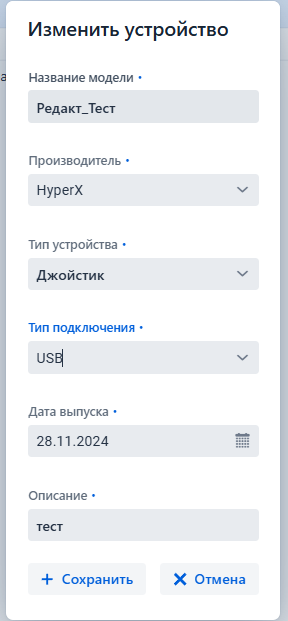 Изменить устройство
Название модели •
Редакт_Тест
Производитель •
HyperX
Тип устройства •
Джойстик
Тип подключения •
USB
Дата выпуска •
28.11.2024
Описание •
тест
+ Сохранить
Отмена